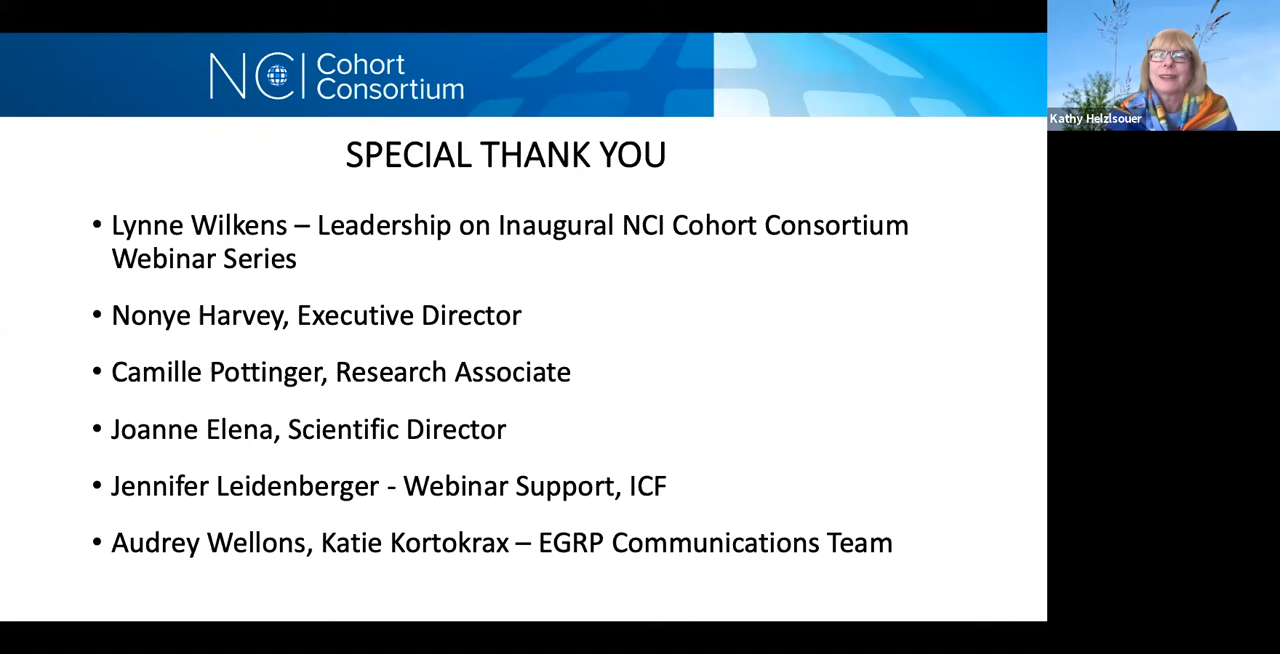 NCI Cohort
Consortium
Kathy Helzlsouer
SPECIAL THANK YOU
• Lynne Wilkens – Leadership on Inaugural NCI Cohort Consortium
Webinar Series
• Nonye Harvey, Executive Director
• Camille Pottinger, Research Associate
• Joanne Elena, Scientific Director
• Jennifer Leidenberger - Webinar Support, ICF
• Audrey Wellons, Katie Kortokrax – EGRP Communications Team